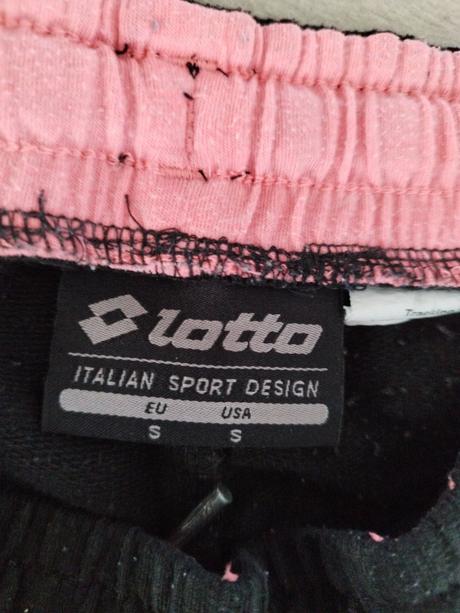 lotto
ITALIAN SPORT DESIGN
EU USA
S S